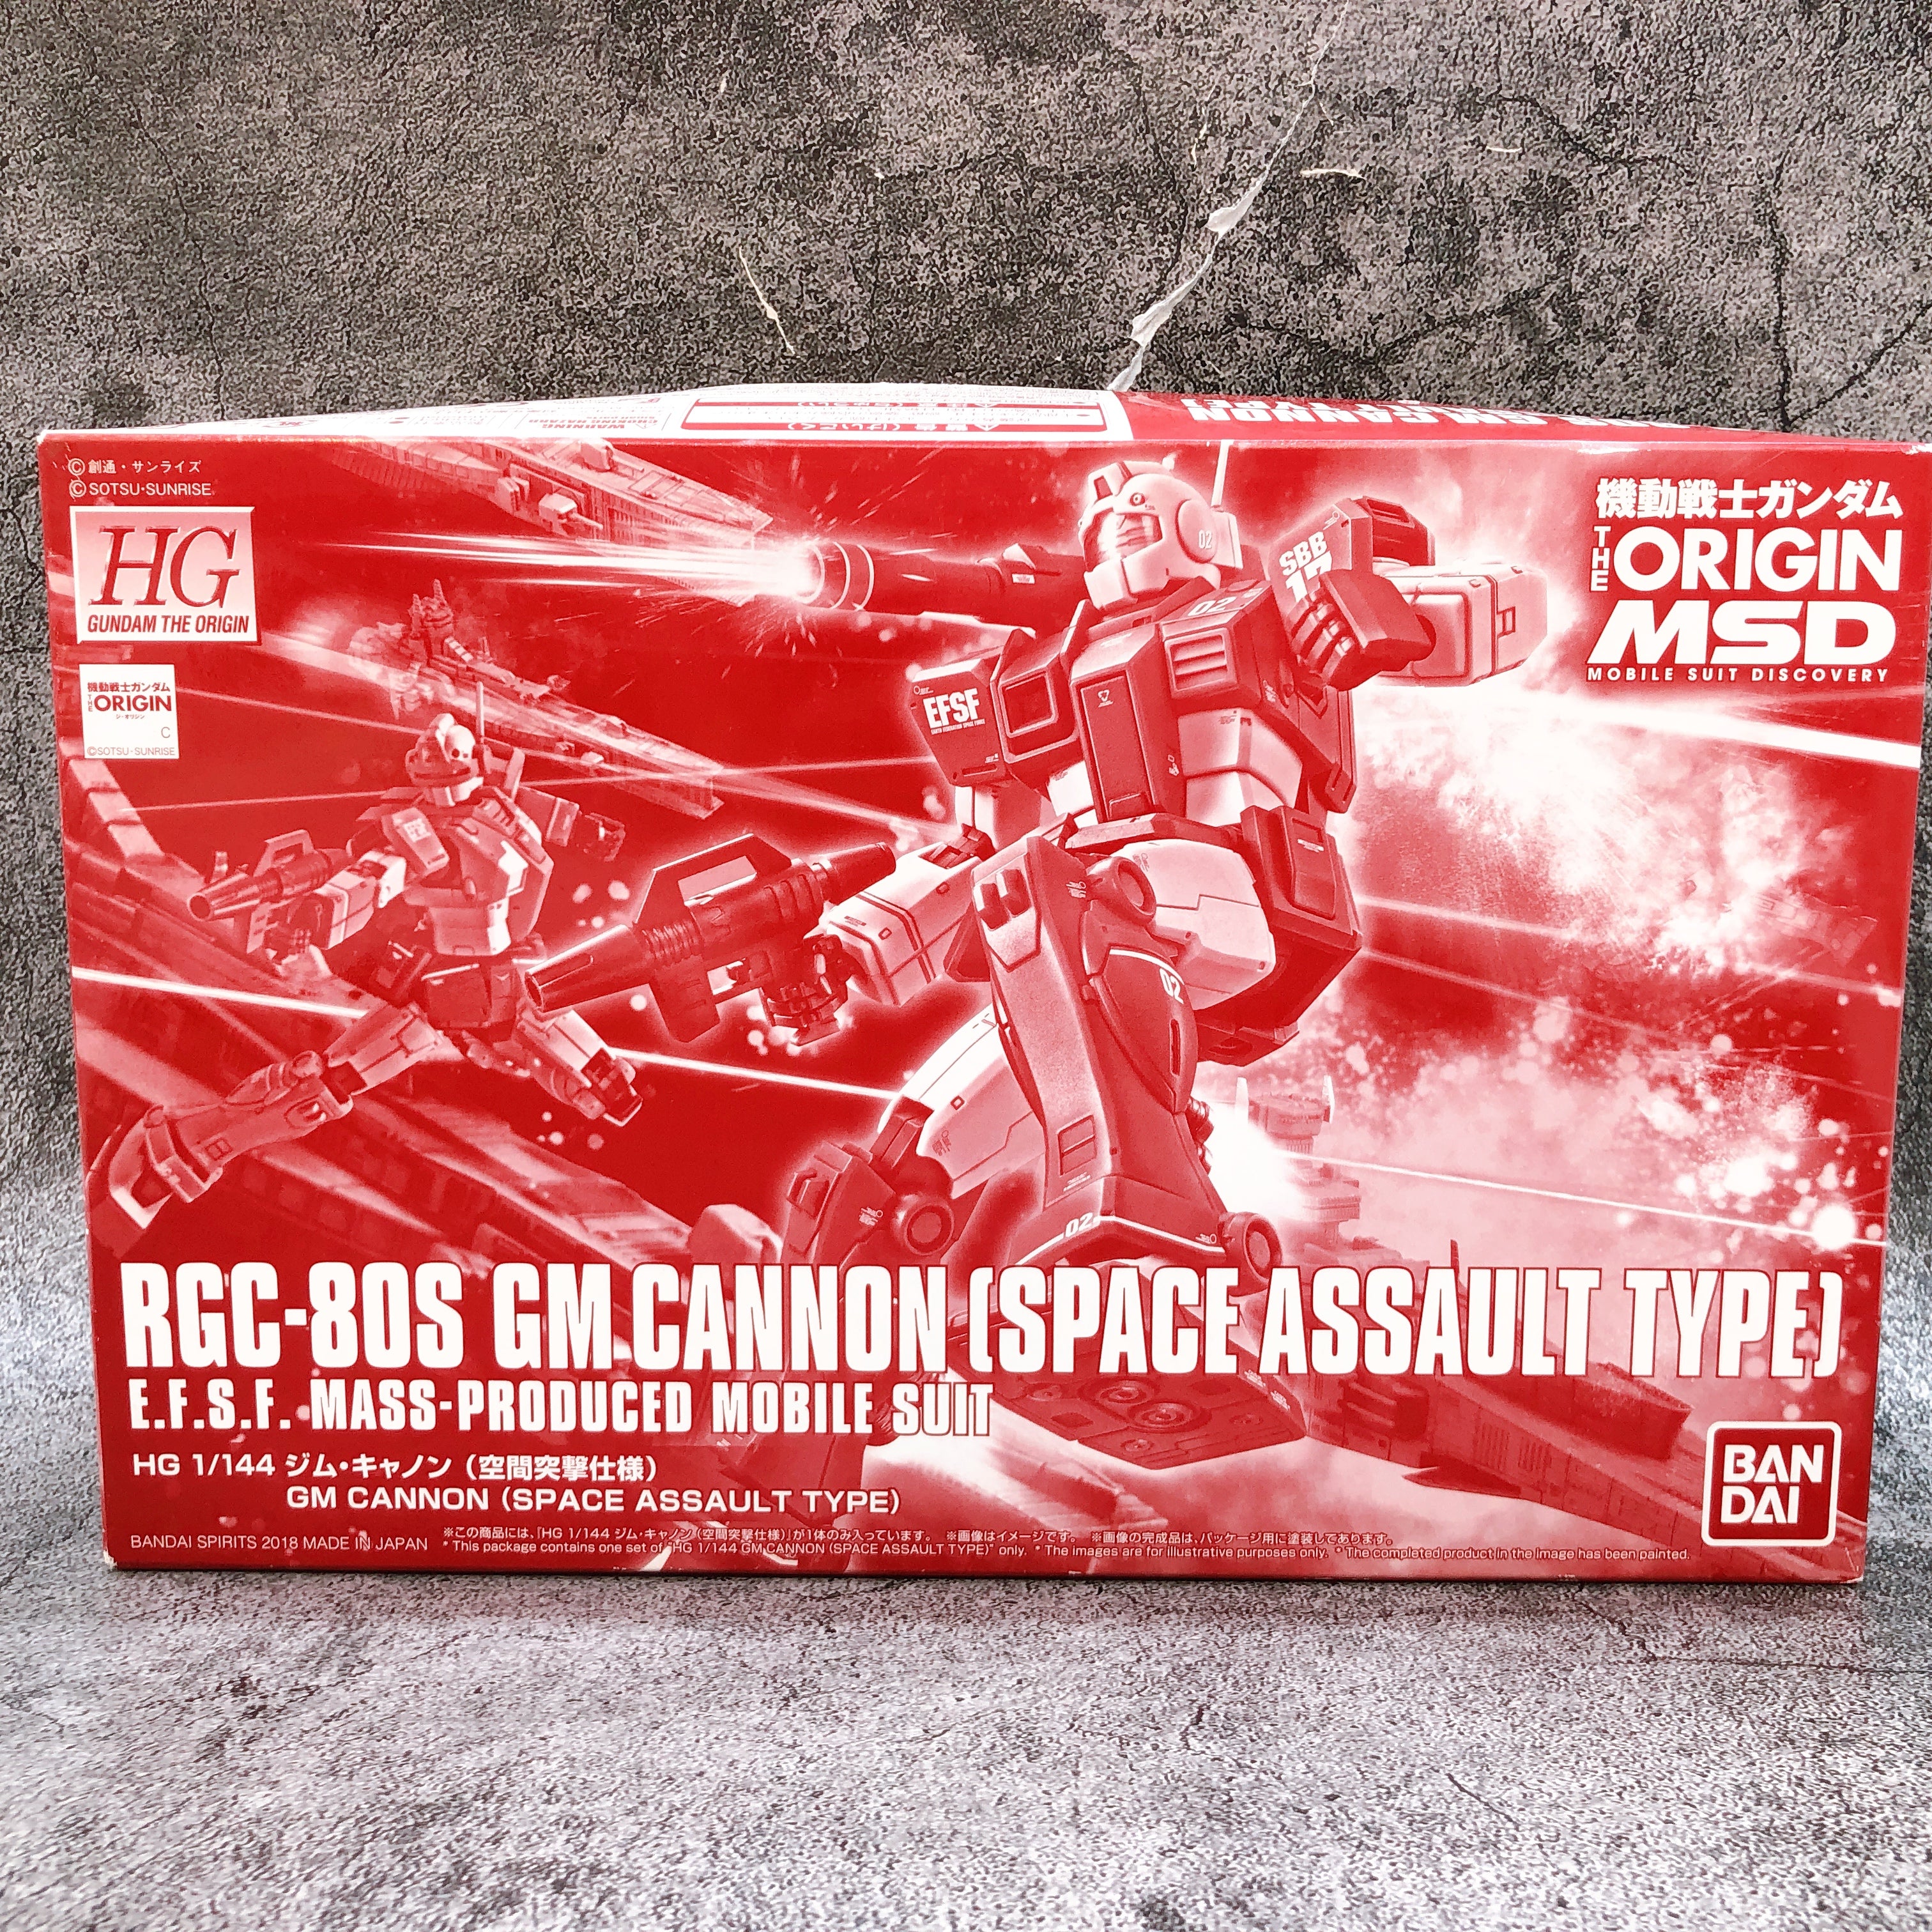 ©創通・サンライズ
©SOTSU・SUNRISE
HG
GUNDAM THE ORIGIN
機動戦士ガンダム
THE ORIGIN
C
©SOTSU・SUNRISE
機動戦士ガンダム
THE ORIGIN
MSD
MOBILE SUIT DISCOVERY
02
SBB
02
EFSF
02
02
RGC-80S GM CANNON (SPACE ASSAULT TYPE)
E.F.S.F. MASS-PRODUCED MOBILE SUIT
HG 1/144 ジム・キャノン（空間突撃仕様）
GM CANNON (SPACE ASSAULT TYPE)
BAN
DAI
BANDAI SPIRITS 2018 MADE IN JAPAN
※この商品には、「HG 1/144 ジム・キャノン（空間突撃仕様）」が1体のみ入っています。 ※画像はイメージです。 ※画像の完成品は、パッケージ用に塗装してあります。
* This package contains one set of "HG 1/144 GM CANNON (SPACE ASSAULT TYPE)" only. * The images are for illustrative purposes only. * The completed product in the image has been painted.